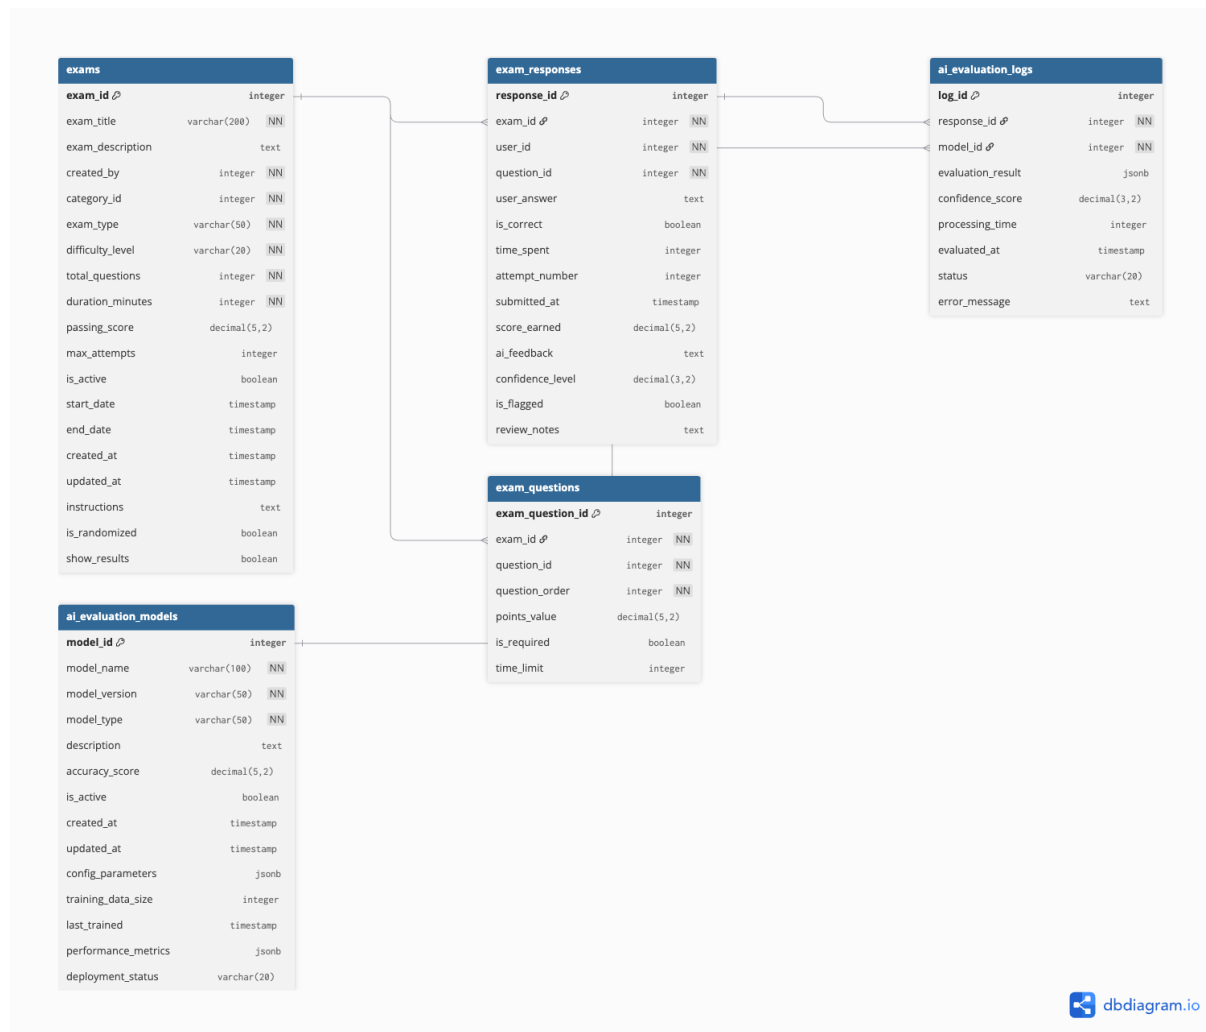 exams
exam_id integer
exam_title varchar(200) NN
exam_description text
created_by integer NN
category_id integer NN
exam_type varchar(50) NN
difficulty_level varchar(20) NN
total_questions integer NN
duration_minutes integer NN
passing_score decimal(5,2)
max_attempts integer
is_active boolean
start_date timestamp
end_date timestamp
created_at timestamp
updated_at timestamp
instructions text
is_randomized boolean
show_results boolean
exam_responses
response_id integer
exam_id integer NN
user_id integer NN
question_id integer NN
user_answer text
is_correct boolean
time_spent integer
attempt_number integer
submitted_at timestamp
score_earned decimal(5,2)
ai_feedback text
confidence_level decimal(3,2)
is_flagged boolean
review_notes text
ai_evaluation_logs
log_id integer
response_id integer NN
model_id integer NN
evaluation_result jsonb
confidence_score decimal(3,2)
processing_time integer
evaluated_at timestamp
status varchar(20)
error_message text
exam_questions
exam_question_id integer
exam_id integer NN
question_id integer NN
question_order integer NN
points_value decimal(5,2)
is_required boolean
time_limit integer
ai_evaluation_models
model_id integer
model_name varchar(100) NN
model_version varchar(50) NN
model_type varchar(50) NN
description text
accuracy_score decimal(5,2)
is_active boolean
created_at timestamp
updated_at timestamp
config_parameters jsonb
training_data_size integer
last_trained timestamp
performance_metrics jsonb
deployment_status varchar(20)
dbdiagram.io